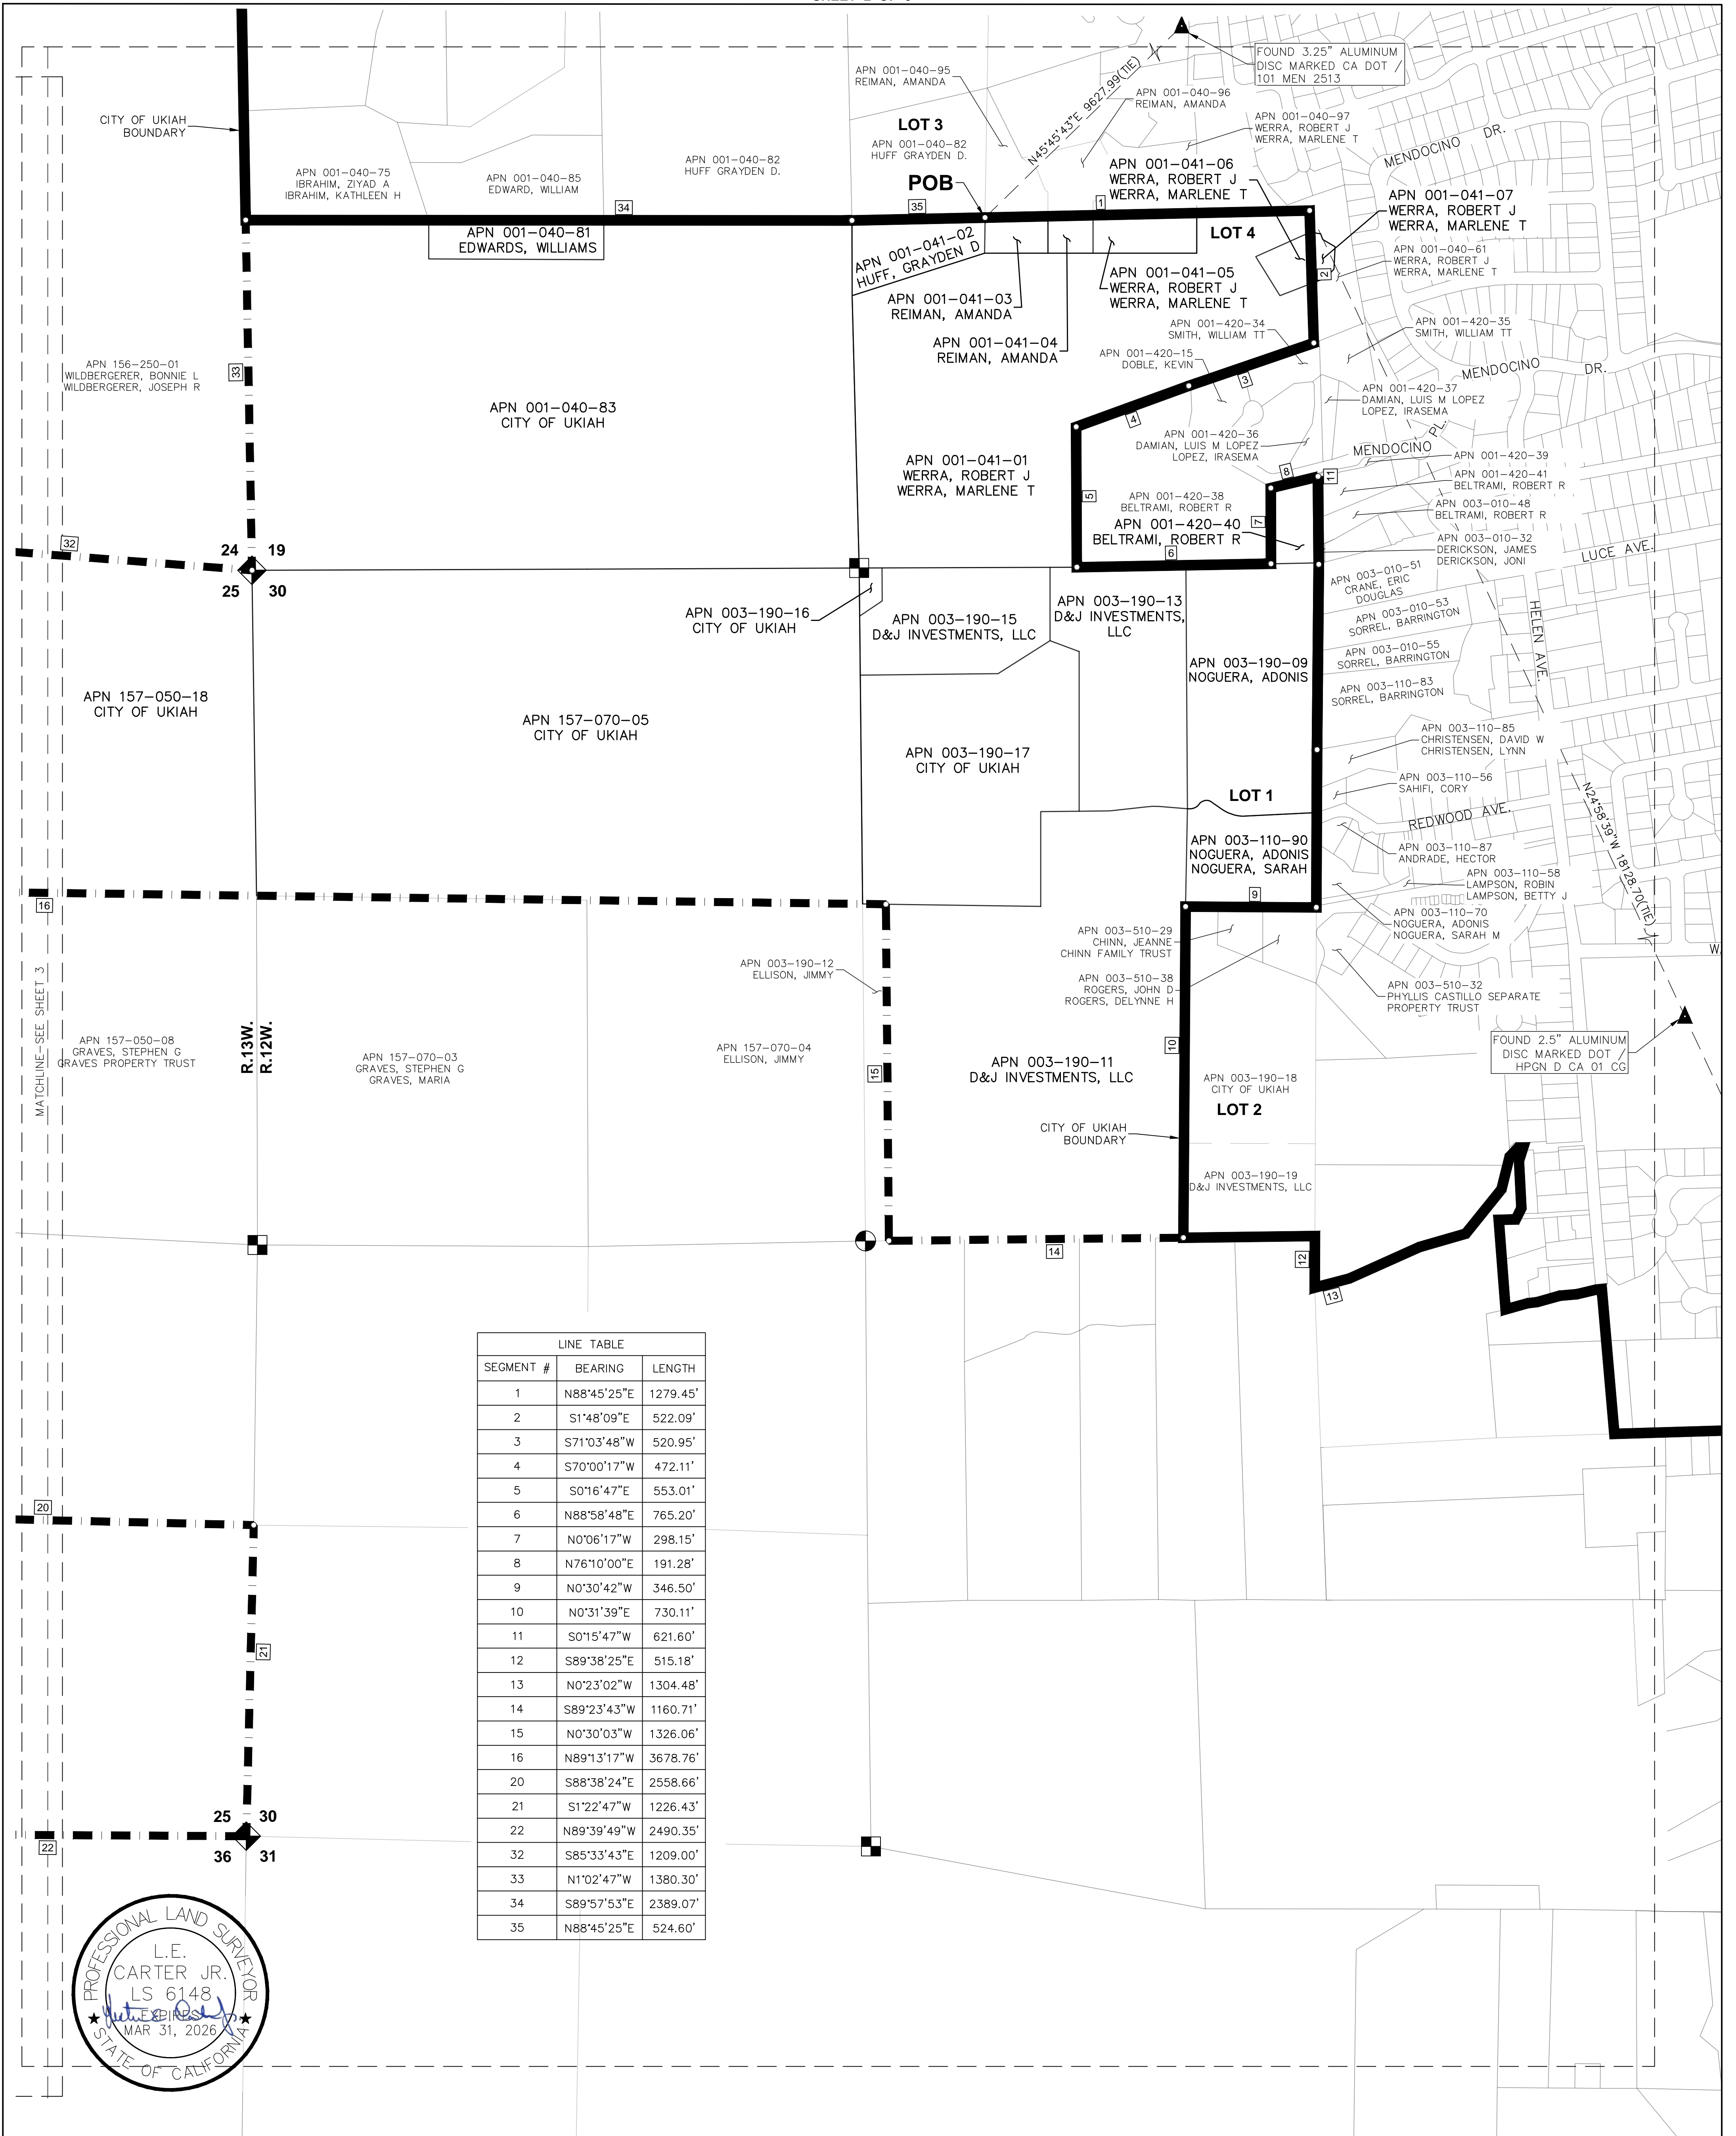 CITY OF UKIAH
BOUNDARY
APN 001-040-75
IBRAHIM, ZIYAD A
IBRAHIM, KATHLEEN H
APN 001-040-85
EDWARD, WILLIAM
APN 001-040-82
HUFF GRAYDEN D.
APN 001-040-95
REIMAN, AMANDA
LOT 3
APN 001-040-82
HUFF GRAYDEN D.
POB
N45°45'43"E 9627.99(TIE)
FOUND 3.25" ALUMINUM
DISC MARKED CA DOT /
101 MEN 2513
APN 001-040-96
REIMAN, AMANDA
APN 001-040-97
WERRA, ROBERT J
WERRA, MARLENE T
MENDOCINO DR.
APN 001-041-06
WERRA, ROBERT J
WERRA, MARLENE T
APN 001-041-07
WERRA, ROBERT J
WERRA, MARLENE T
34
35
1
2
APN 001-040-81
EDWARDS, WILLIAMS
APN 001-041-02
HUFF, GRAYDEN D
LOT 4
APN 001-040-61
WERRA, ROBERT J
WERRA, MARLENE T
APN 001-041-05
WERRA, ROBERT J
WERRA, MARLENE T
APN 001-041-03
REIMAN, AMANDA
APN 001-041-04
REIMAN, AMANDA
APN 001-420-34
SMITH, WILLIAM TT
APN 001-420-35
SMITH, WILLIAM TT
APN 001-420-15
DOBLE, KEVIN
MENDOCINO DR.
3
4
33
APN 156-250-01
WILDBERGERER, BONNIE L
WILDBERGERER, JOSEPH R
APN 001-040-83
CITY OF UKIAH
APN 001-420-37
DAMIAN, LUIS M LOPEZ
LOPEZ, IRASEMA
APN 001-420-36
DAMIAN, LUIS M LOPEZ
LOPEZ, IRASEMA
MENDOCINO PL.
APN 001-041-01
WERRA, ROBERT J
WERRA, MARLENE T
APN 001-420-39
APN 001-420-41
BELTRAMI, ROBERT R
8
11
5
7
APN 001-420-38
BELTRAMI, ROBERT R
APN 001-420-40
BELTRAMI, ROBERT R
6
APN 003-010-48
BELTRAMI, ROBERT R
APN 003-010-32
DERICKSON, JAMES
DERICKSON, JONI
LUCE AVE.
32
24 19
25 30
APN 003-010-51
CRANE, ERIC
DOUGLAS
APN 003-010-53
SORREL, BARRINGTON
APN 003-010-55
SORREL, BARRINGTON
APN 003-110-83
SORREL, BARRINGTON
HELEN AVE.
APN 003-190-16
CITY OF UKIAH
APN 003-190-15
D&J INVESTMENTS, LLC
APN 003-190-13
D&J INVESTMENTS,
LLC
APN 003-190-09
NOGUERA, ADONIS
APN 157-050-18
CITY OF UKIAH
APN 157-070-05
CITY OF UKIAH
APN 003-190-17
CITY OF UKIAH
LOT 1
APN 003-110-85
CHRISTENSEN, DAVID W
CHRISTENSEN, LYNN
APN 003-110-56
SAHIFI, CORY
REDWOOD AVE.
N24°58'39"W 18128.70(TIE)
APN 003-110-90
NOGUERA, ADONIS
NOGUERA, SARAH
APN 003-110-87
ANDRADE, HECTOR
APN 003-110-58
LAMPSON, ROBIN
LAMPSON, BETTY J
APN 003-110-70
NOGUERA, ADONIS
NOGUERA, SARAH M
W.
16
9
APN 003-510-29
CHINN, JEANNE
CHINN FAMILY TRUST
APN 003-510-38
ROGERS, JOHN D
ROGERS, DELYNNE H
APN 003-510-32
PHYLLIS CASTILLO SEPARATE
PROPERTY TRUST
APN 003-190-12
ELLISON, JIMMY
MATCHLINE-SEE SHEET 3
APN 157-050-08
GRAVES, STEPHEN G
GRAVES PROPERTY TRUST
R.13W.
R.12W.
APN 157-070-03
GRAVES, STEPHEN G
GRAVES, MARIA
APN 157-070-04
ELLISON, JIMMY
15
APN 003-190-11
D&J INVESTMENTS, LLC
10
FOUND 2.5" ALUMINUM
DISC MARKED DOT /
HPGN D CA 01 CG
APN 003-190-18
CITY OF UKIAH
LOT 2
CITY OF UKIAH
BOUNDARY
APN 003-190-19
D&J INVESTMENTS, LLC
14
12
13
LINE TABLE
SEGMENT # BEARING LENGTH
1 N88°45'25"E 1279.45'
2 S1°48'09"E 522.09'
3 S71°03'48"W 520.95'
4 S70°00'17"W 472.11'
5 S0°16'47"E 553.01'
6 N88°58'48"E 765.20'
7 N0°06'17"W 298.15'
8 N76°10'00"E 191.28'
9 N0°30'42"W 346.50'
10 N0°31'39"E 730.11'
11 S0°15'47"W 621.60'
12 S89°38'25"E 515.18'
13 N0°23'02"W 1304.48'
14 S89°23'43"W 1160.71'
15 N0°30'03"W 1326.06'
16 N89°13'17"W 3678.76'
20 S88°38'24"E 2558.66'
21 S1°22'47"W 1226.43'
22 N89°39'49"W 2490.35'
32 S85°33'43"E 1209.00'
33 N1°02'47"W 1380.30'
34 S89°57'53"E 2389.07'
35 N88°45'25"E 524.60'
20
21
22
25 30
36 31
PROFESSIONAL LAND SURVEYOR
L.E.
CARTER JR.
LS 6148
EXPIRES
MAR 31, 2026
STATE OF CALIFORNIA